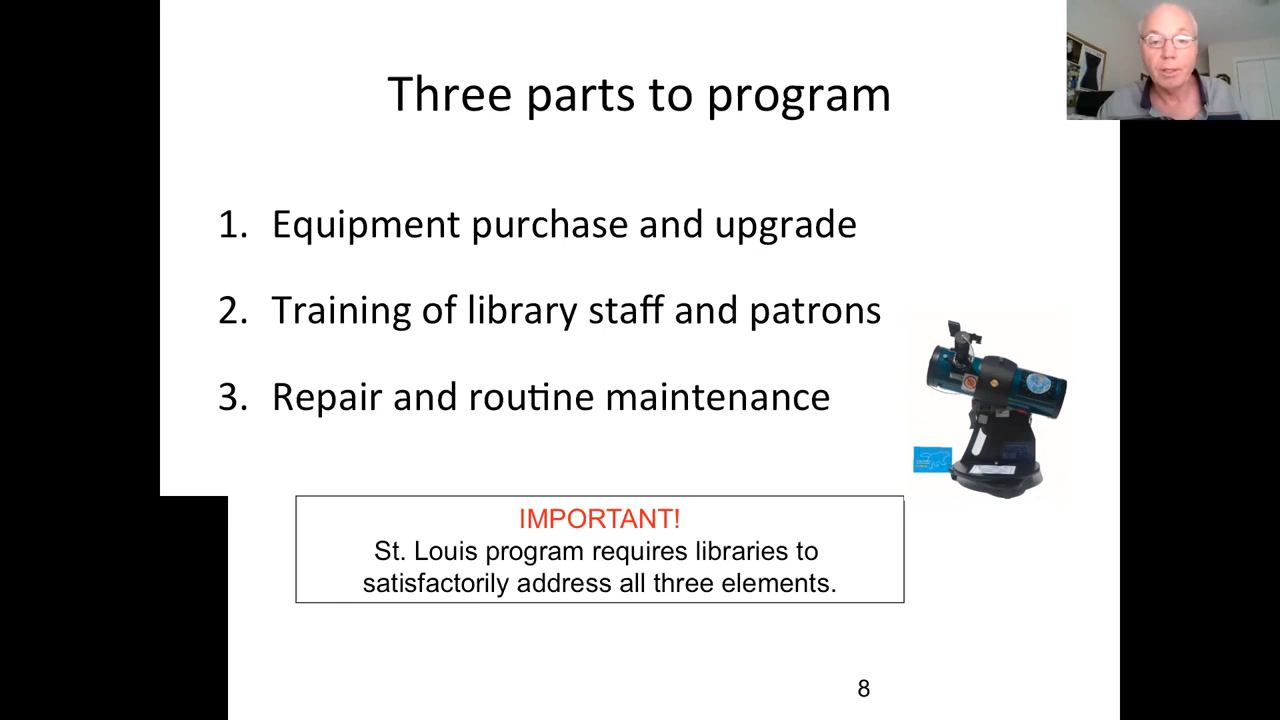 Three parts to program
1. Equipment purchase and upgrade
2. Training of library staff and patrons
3. Repair and routine maintenance
IMPORTANT!
St. Louis program requires libraries to
satisfactorily address all three elements.
8